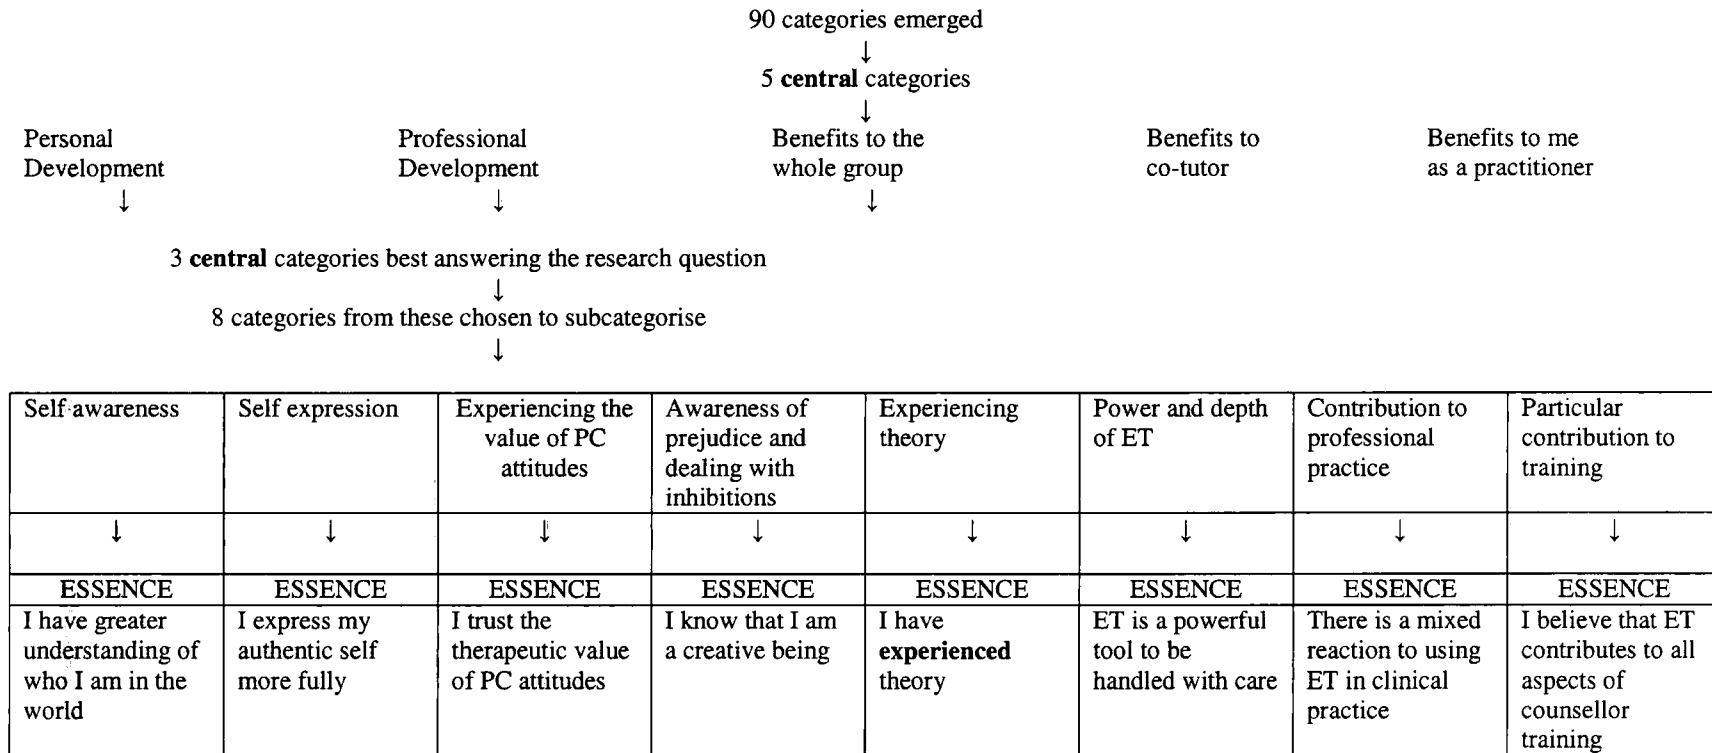 90 categories emerged
↓
5 central categories
↓
Personal
Development
↓
Professional
Development
↓
Benefits to the
whole group
↓
Benefits to
co-tutor
Benefits to me
as a practitioner
3 central categories best answering the research question
↓
8 categories from these chosen to subcategorise
↓
Self awareness
Self expression
Experiencing the
value of PC
attitudes
Awareness of
prejudice and
dealing with
inhibitions
Experiencing
theory
Power and depth
of ET
Contribution to
professional
practice
Particular
contribution to
training
↓ ↓ ↓ ↓ ↓ ↓ ↓ ↓
ESSENCE ESSENCE ESSENCE ESSENCE ESSENCE ESSENCE ESSENCE ESSENCE
I have greater
understanding of
who I am in the
world
I express my
authentic self
more fully
I trust the
therapeutic value
of PC attitudes
I know that I am
a creative being
I have
experienced
theory
ET is a powerful
tool to be
handled with care
There is a mixed
reaction to using
ET in clinical
practice
I believe that ET
contributes to all
aspects of
counsellor
training